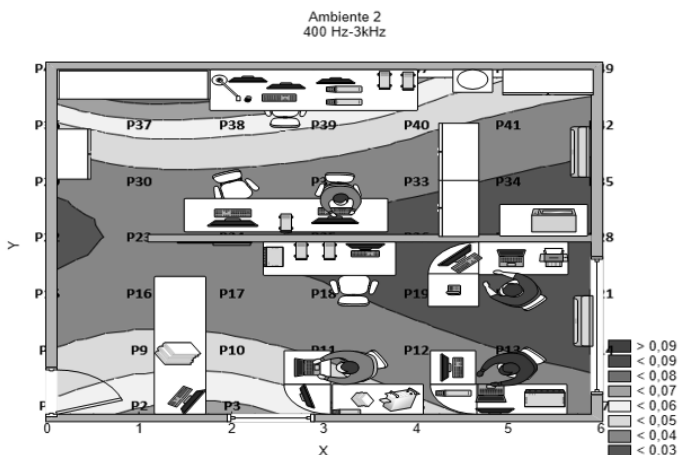 Ambiente 2
400 Hz-3kHz
P37 P38 P39 P40 P41
P30 P33 P34
P16 P17 P18 P19
P9 P10 P11 P12 P13
P2 P3
Y
0 1 2 3 4 5 6
X
> 0,09
< 0,09
< 0,08
< 0,07
< 0,06
< 0,05
< 0,04
< 0,03